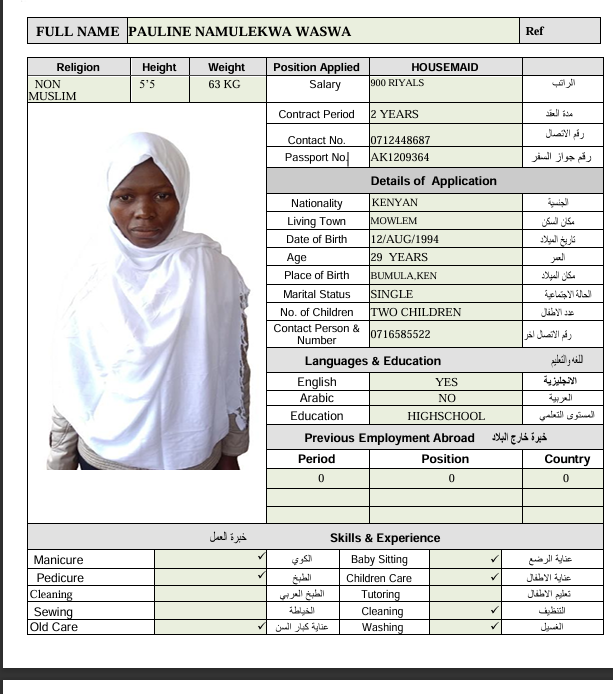 FULL NAME PAULINE NAMULEKWA WASWA Ref
Religion Height Weight Position Applied HOUSEMAID
NON MUSLIM 5'5 63 KG Salary 900 RIYALS الراتب
Contract Period 2 YEARS مدة العقد
Contact No. 0712448687 رقم الاتصال
Passport No. AK1209364 رقم جواز السفر
Details of Application
Nationality KENYAN الجنسية
Living Town MOWLEM مكان السكن
Date of Birth 12/AUG/1994 تاريخ الميلاد
Age 29 YEARS العمر
Place of Birth BUMULA,KEN مكان الميلاد
Marital Status SINGLE الحالة الاجتماعية
No. of Children TWO CHILDREN عدد الاطفال
Contact Person & Number 0716585522 رقم الاتصال اخر
Languages & Education اللغه والتعليم
English YES الانجليزية
Arabic NO العربية
Education HIGHSCHOOL المستوى التعلمي
Previous Employment Abroad خبرة خارج البلاد
Period Position Country
0 0 0
خبرة العمل Skills & Experience
Manicure ✓ الكوي Baby Sitting ✓ عناية الرضع
Pedicure ✓ الطبخ Children Care ✓ عناية الاطفال
Cleaning الطبخ العربي Tutoring تعليم الاطفال
Sewing الخياطة Cleaning ✓ التنظيف
Old Care ✓ عناية كبار السن Washing ✓ الغسيل